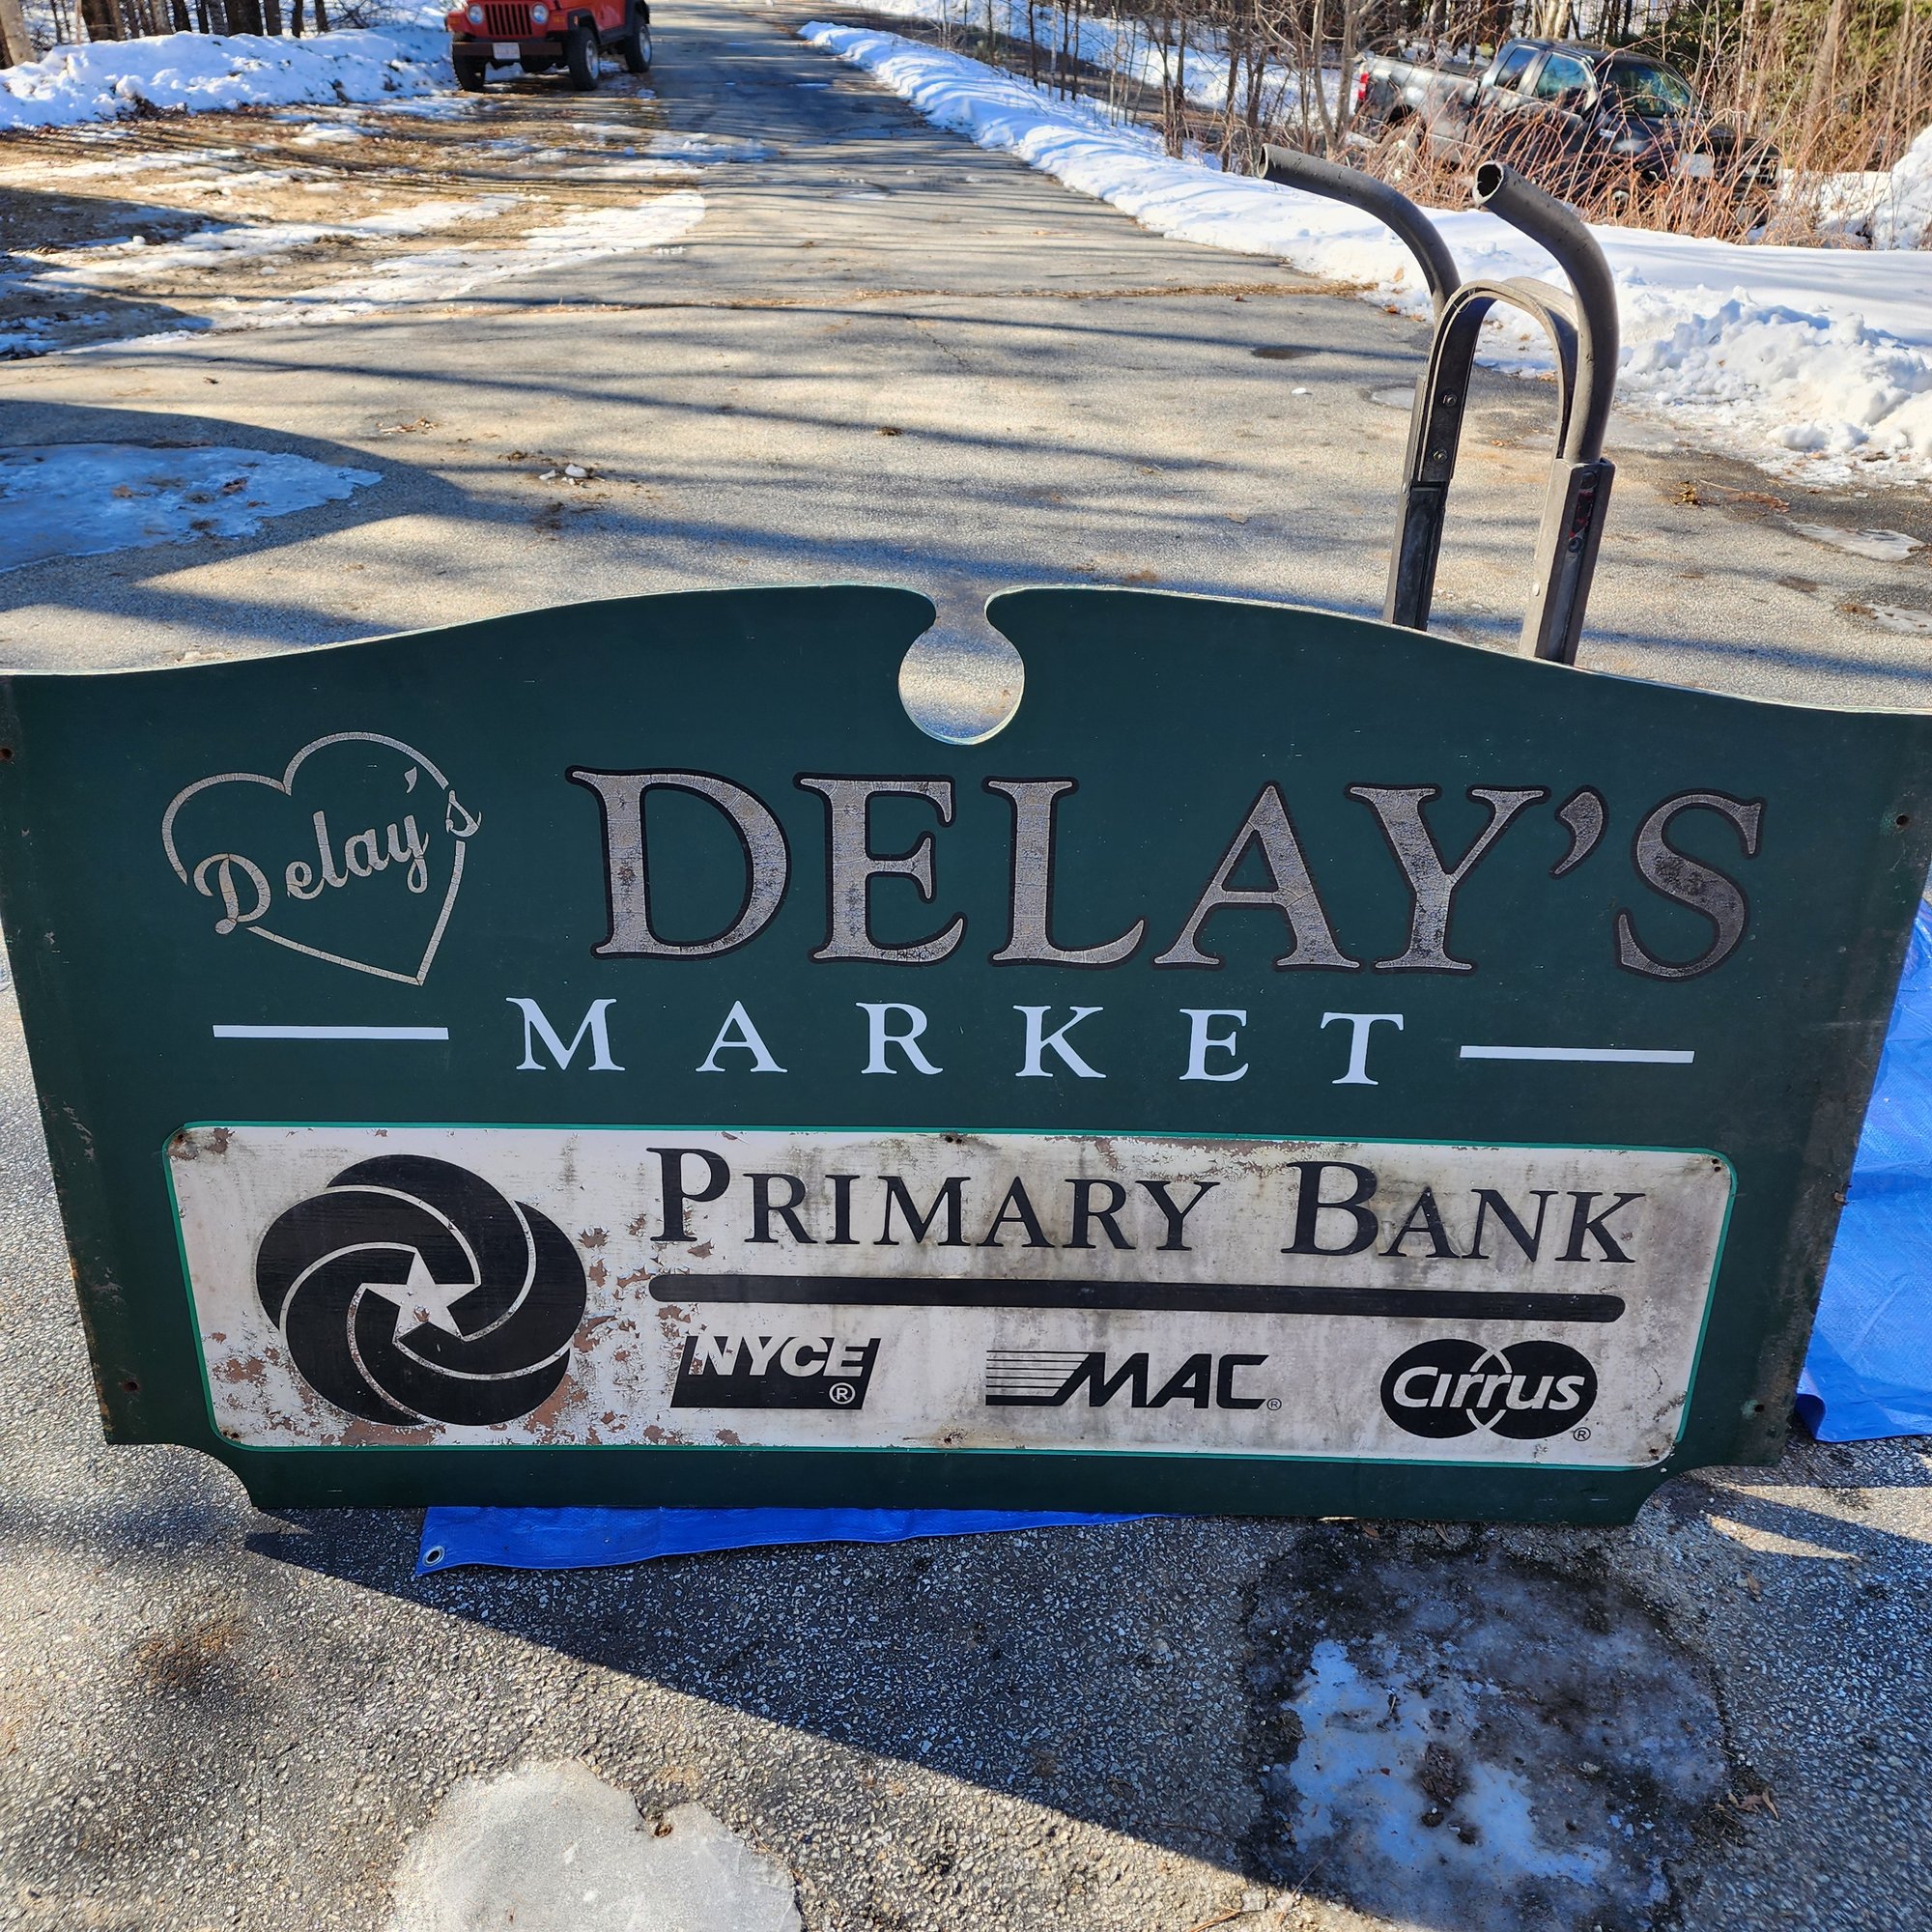 Delay's
DELAY'S
MARKET
PRIMARY BANK
NYCE®
MAC®
Cirrus®